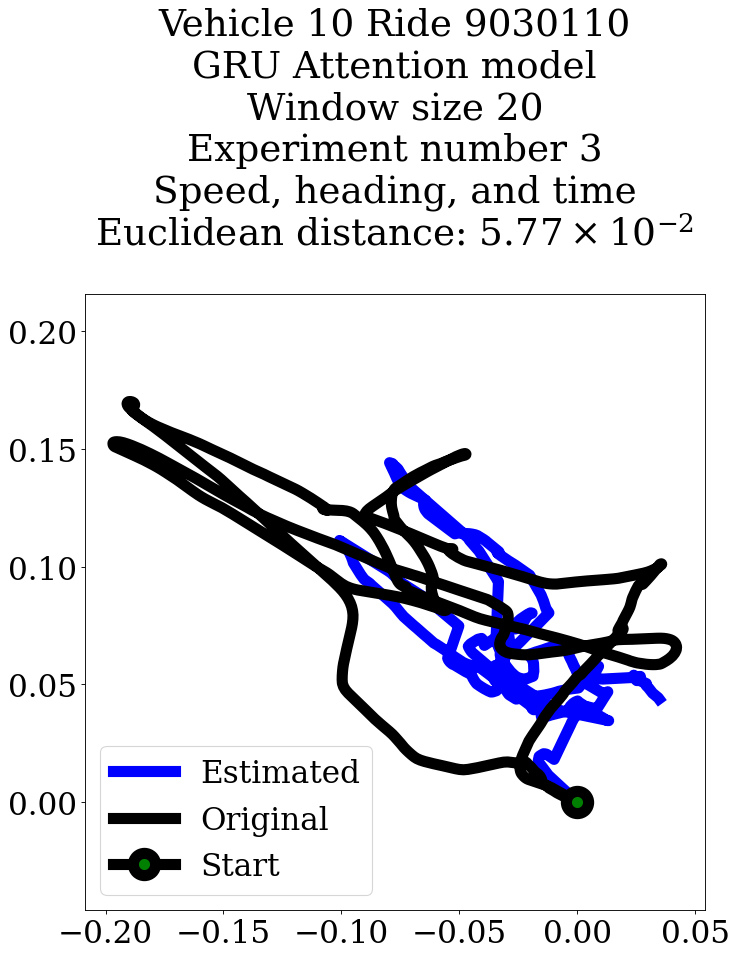 Vehicle 10 Ride 9030110
GRU Attention model
Window size 20
Experiment number 3
Speed, heading, and time
Euclidean distance: 5.77 × 10⁻²
0.20
0.15
0.10
0.05
0.00
Estimated
Original
Start
−0.20 −0.15 −0.10 −0.05 0.00 0.05